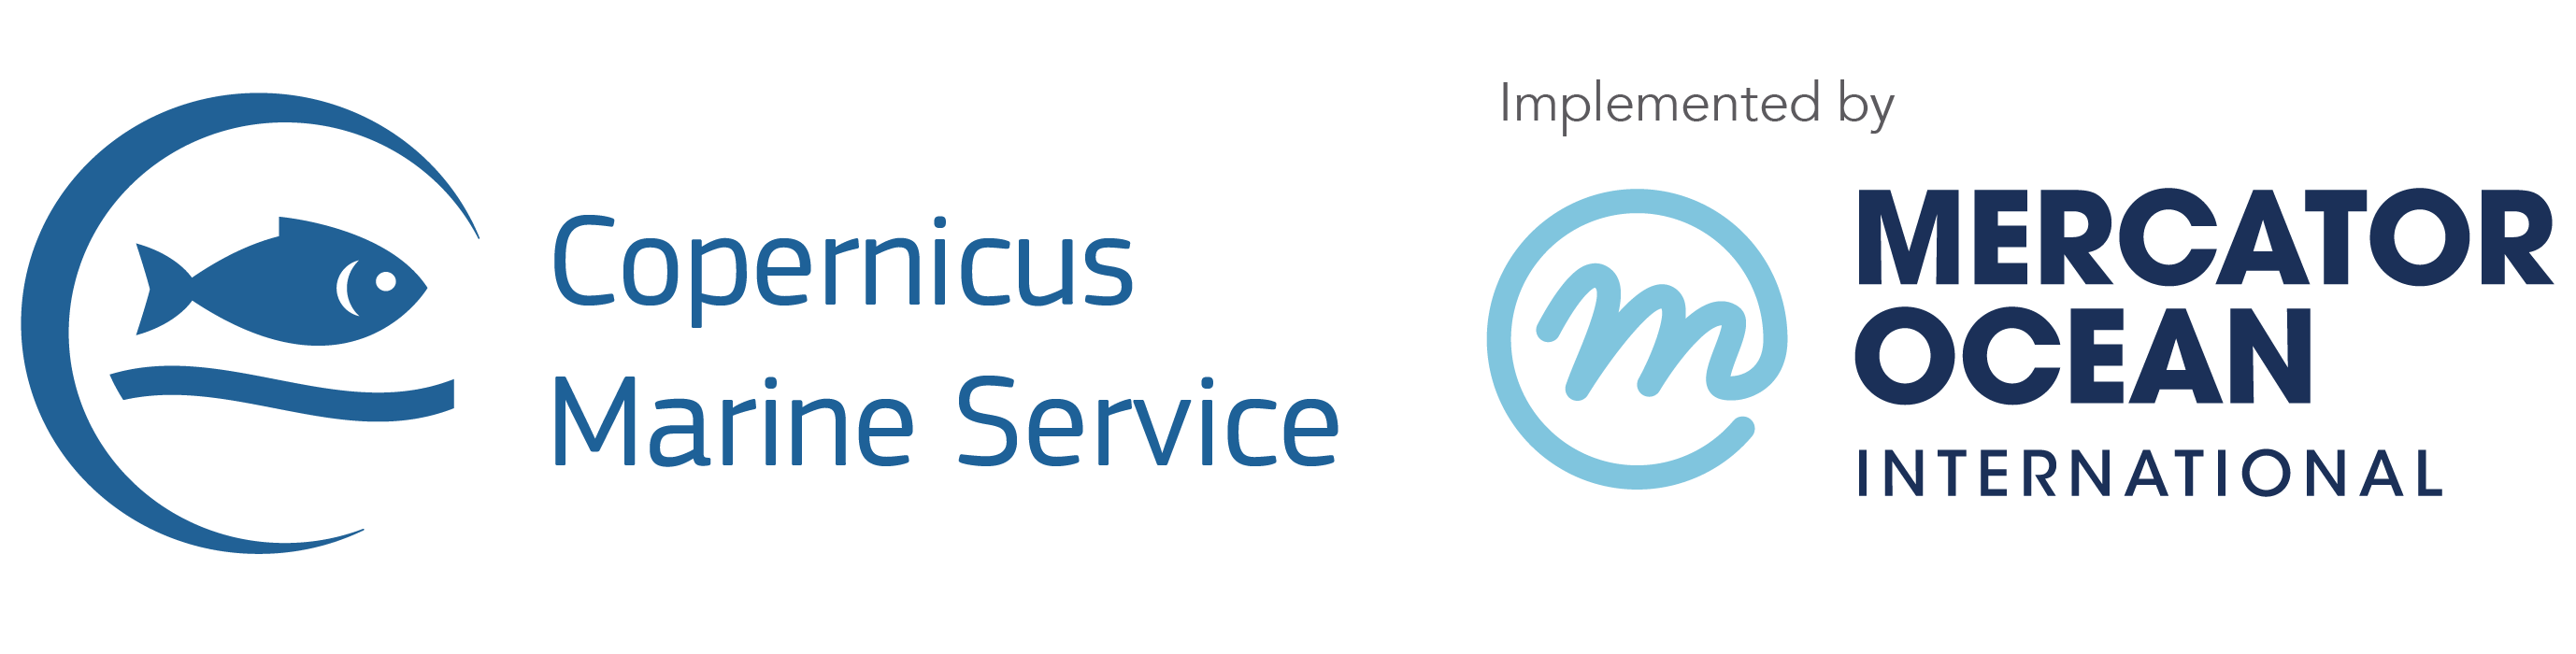 Copernicus
Marine Service
Implemented by
MERCATOR
OCEAN
INTERNATIONAL